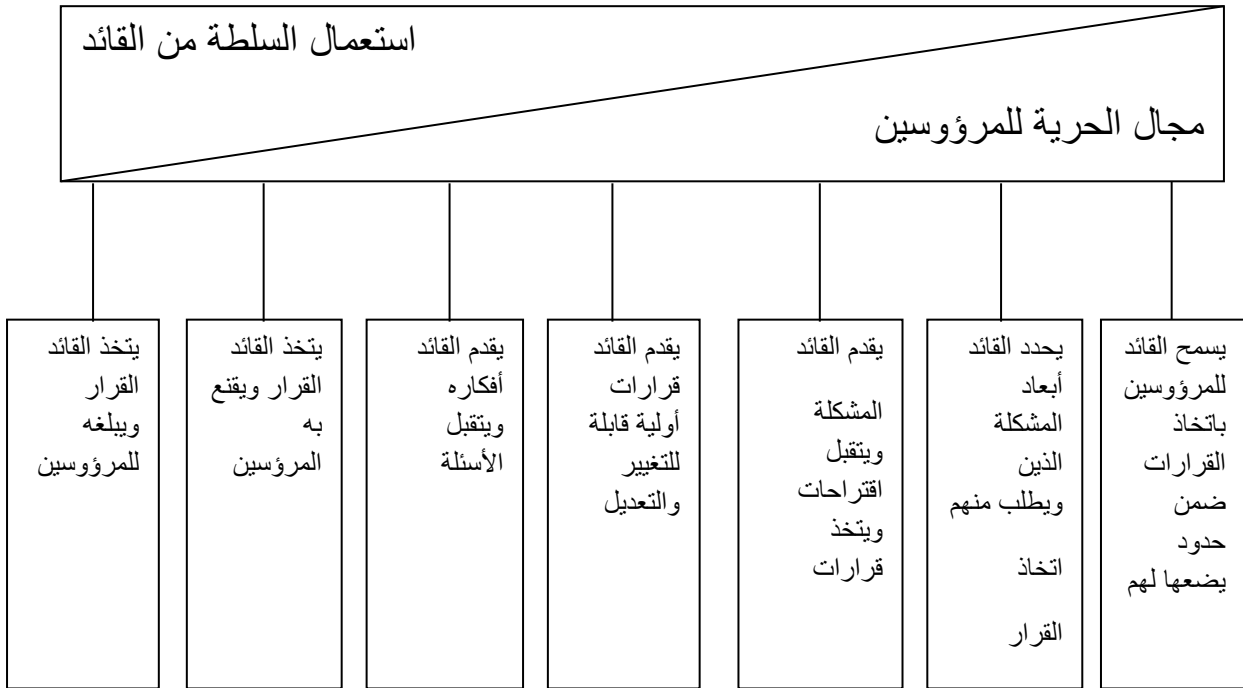 استعمال السلطة من القائد
مجال الحرية للمرؤوسين
يسمح القائد
للمرؤوسين
باتخاذ
القرارات
ضمن
حدود
يضعها لهم
يحدد القائد
أبعاد
المشكلة
الذين
ويطلب منهم
اتخاذ
القرار
يقدم القائد
المشكلة
ويتقبل
اقتراحات
ويتخذ
قرارات
يقدم القائد
قرارات
أولية قابلة
للتغيير
والتعديل
يقدم القائد
أفكاره
ويتقبل
الأسئلة
يتخذ القائد
القرار ويقنع
به
المرؤسين
يتخذ القائد
القرار
ويبلغه
للمرؤوسين